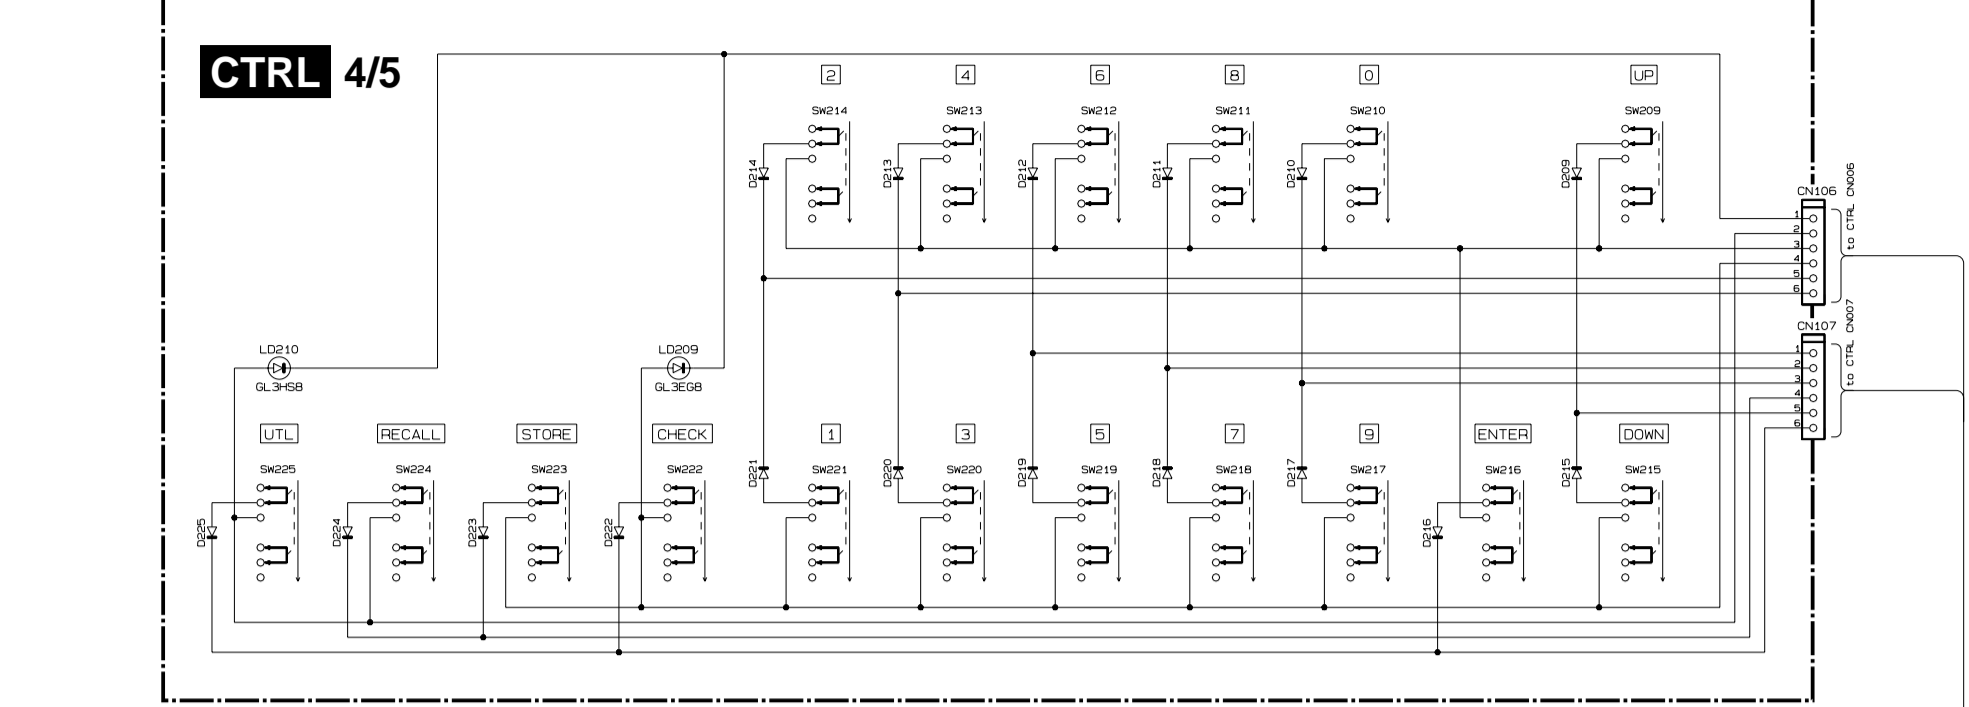 CTRL 4/5
2 4 6 8 0 UP
SW214 SW213 SW212 SW211 SW210 SW209
D214 D213 D212 D211 D210 D209
CN106
to CTRL CN006
1
2
3
4
5
6
CN107
to CTRL CN007
1
2
3
4
5
6
LD210 LD209
GL3HS8 GL3EG8
UTL RECALL STORE CHECK 1 3 5 7 9 ENTER DOWN
SW225 SW224 SW223 SW222 SW221 SW220 SW219 SW218 SW217 SW216 SW215
D221 D220 D219 D218 D217 D215
D225 D224 D223 D222 D216